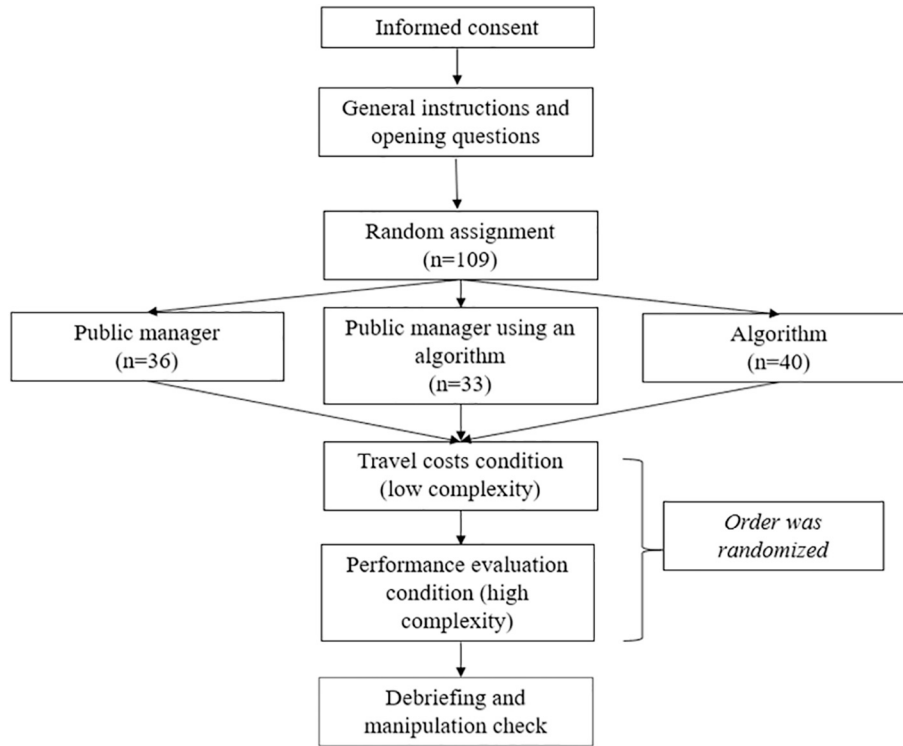 Informed consent
General instructions and
opening questions
Random assignment
(n=109)
Public manager
(n=36)
Public manager using an
algorithm
(n=33)
Algorithm
(n=40)
Travel costs condition
(low complexity)
Order was
randomized
Performance evaluation
condition (high
complexity)
Debriefing and
manipulation check